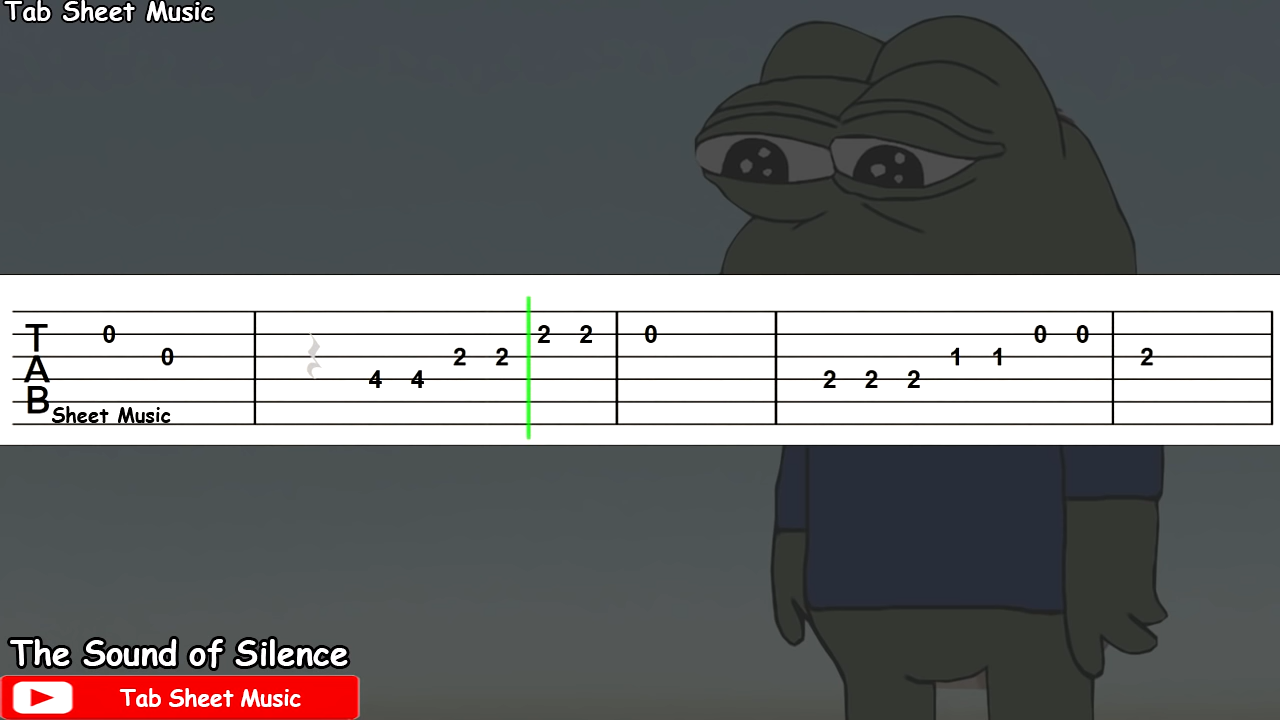 Tab Sheet Music
T 0 2 2 0 0 0
A 0 2 2 1 1 2
4 4 2 2 2
B Sheet Music
The Sound of Silence
Tab Sheet Music